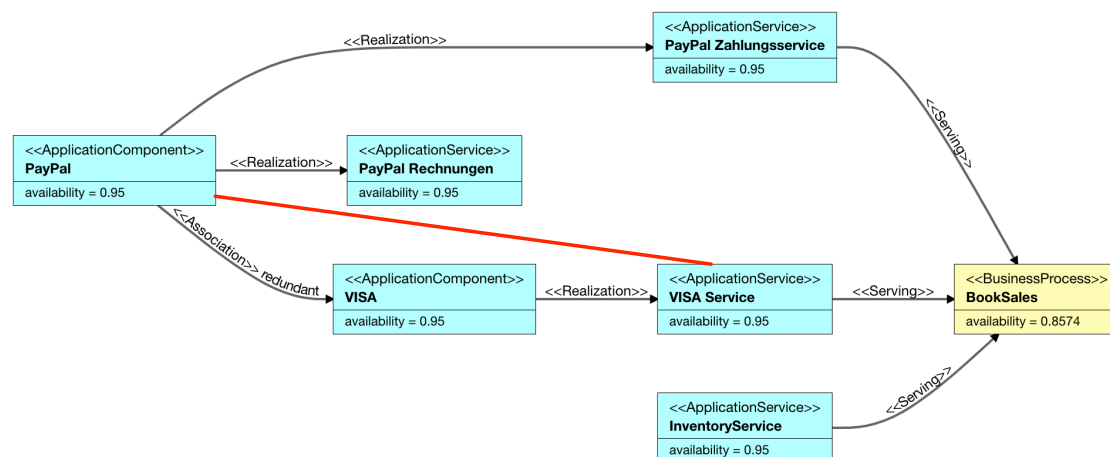 <<ApplicationService>>
PayPal Zahlungsservice
availability = 0.95
<<Realization>>
<<Serving>>
<<ApplicationComponent>>
PayPal
availability = 0.95
<<Realization>>
<<ApplicationService>>
PayPal Rechnungen
availability = 0.95
<<Association>> redundant
<<ApplicationComponent>>
VISA
availability = 0.95
<<Realization>>
<<ApplicationService>>
VISA Service
availability = 0.95
<<Serving>>
<<BusinessProcess>>
BookSales
availability = 0.8574
<<Serving>>
<<ApplicationService>>
InventoryService
availability = 0.95